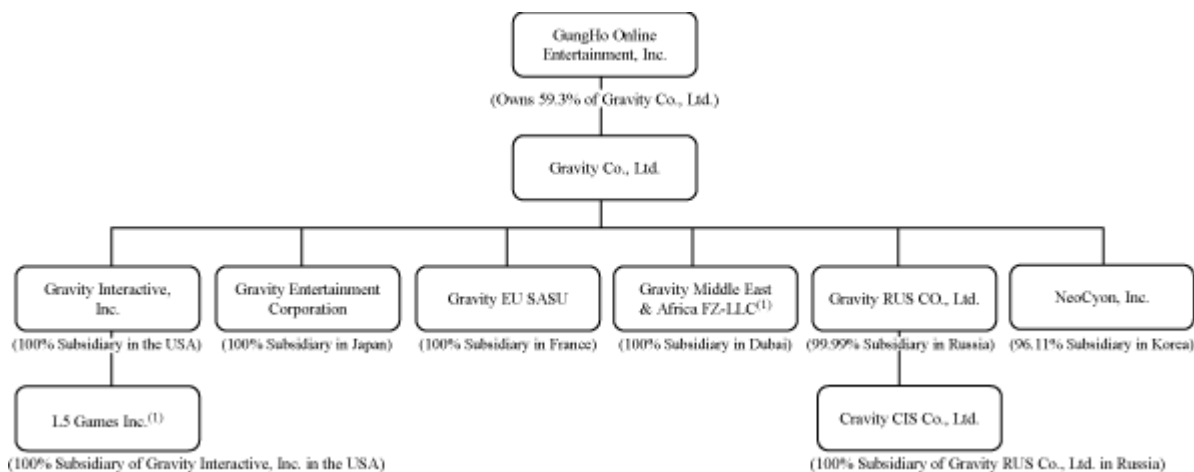 GungHo Online
Entertainment, Inc.
(Owns 59.3% of Gravity Co., Ltd.)
Gravity Co., Ltd.
Gravity Interactive,
Inc.
(100% Subsidiary in the USA)
Gravity Entertainment
Corporation
(100% Subsidiary in Japan)
Gravity EU SASU
(100% Subsidiary in France)
Gravity Middle East
& Africa FZ-LLC(1)
(100% Subsidiary in Dubai)
Gravity RUS CO., Ltd.
(99.99% Subsidiary in Russia)
NeoCyon, Inc.
(96.11% Subsidiary in Korea)
L5 Games Inc.(1)
(100% Subsidiary of Gravity Interactive, Inc. in the USA)
Cravity CIS Co., Ltd.
(100% Subsidiary of Gravity RUS Co., Ltd. in Russia)